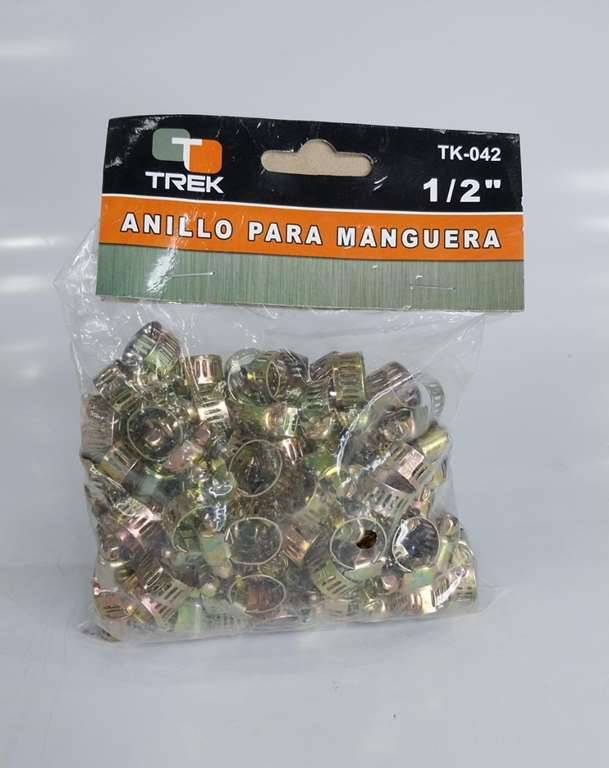 T
TREK
TK-042
1/2"
ANILLO PARA MANGUERA